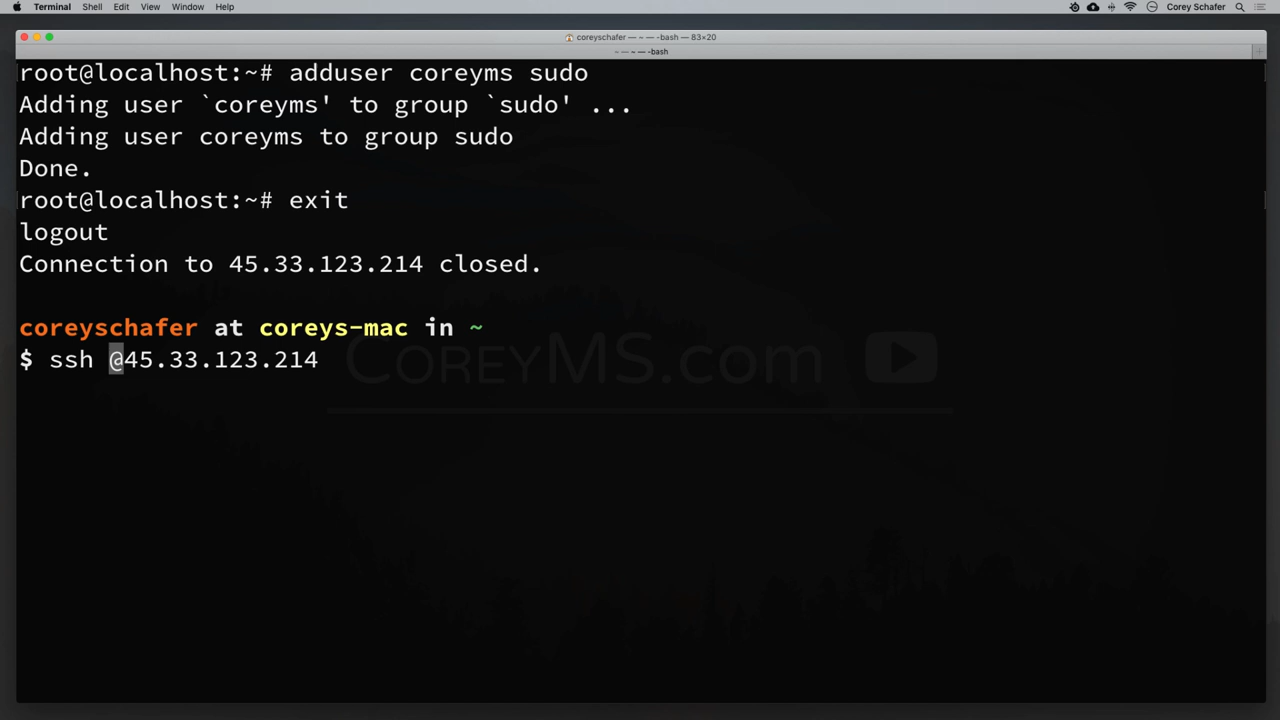 Terminal Shell Edit View Window Help Corey Schafer
coreyschafer — ~ — -bash — 83×20
~ — ~ — -bash
root@localhost:~# adduser coreyms sudo
Adding user `coreyms' to group `sudo' ...
Adding user coreyms to group sudo
Done.
root@localhost:~# exit
logout
Connection to 45.33.123.214 closed.
coreyschafer at coreys-mac in ~
$ ssh @45.33.123.214
CoreyMS.com